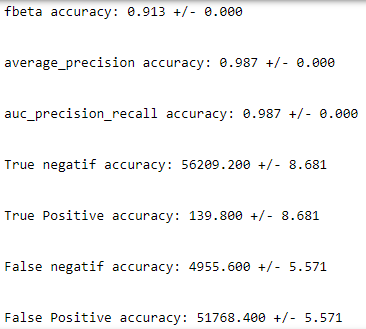 fbeta accuracy: 0.913 +/- 0.000
average_precision accuracy: 0.987 +/- 0.000
auc_precision_recall accuracy: 0.987 +/- 0.000
True negatif accuracy: 56209.200 +/- 8.681
True Positive accuracy: 139.800 +/- 8.681
False negatif accuracy: 4955.600 +/- 5.571
False Positive accuracy: 51768.400 +/- 5.571